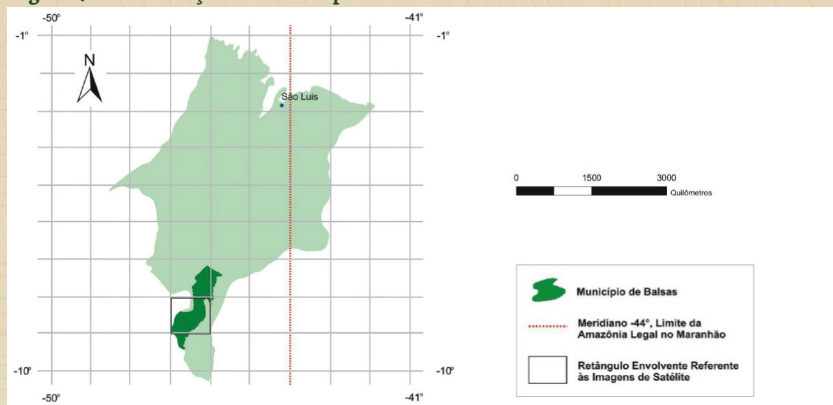 -50°
-41°
-1°
-1°
N
São Luis
0
1500
3000
Quilômetros
Município de Balsas
Meridiano -44°, Limite da
Amazônia Legal no Maranhão
Retângulo Envolvente Referente
às Imagens de Satélite
-10°
-10°
-50°
-41°